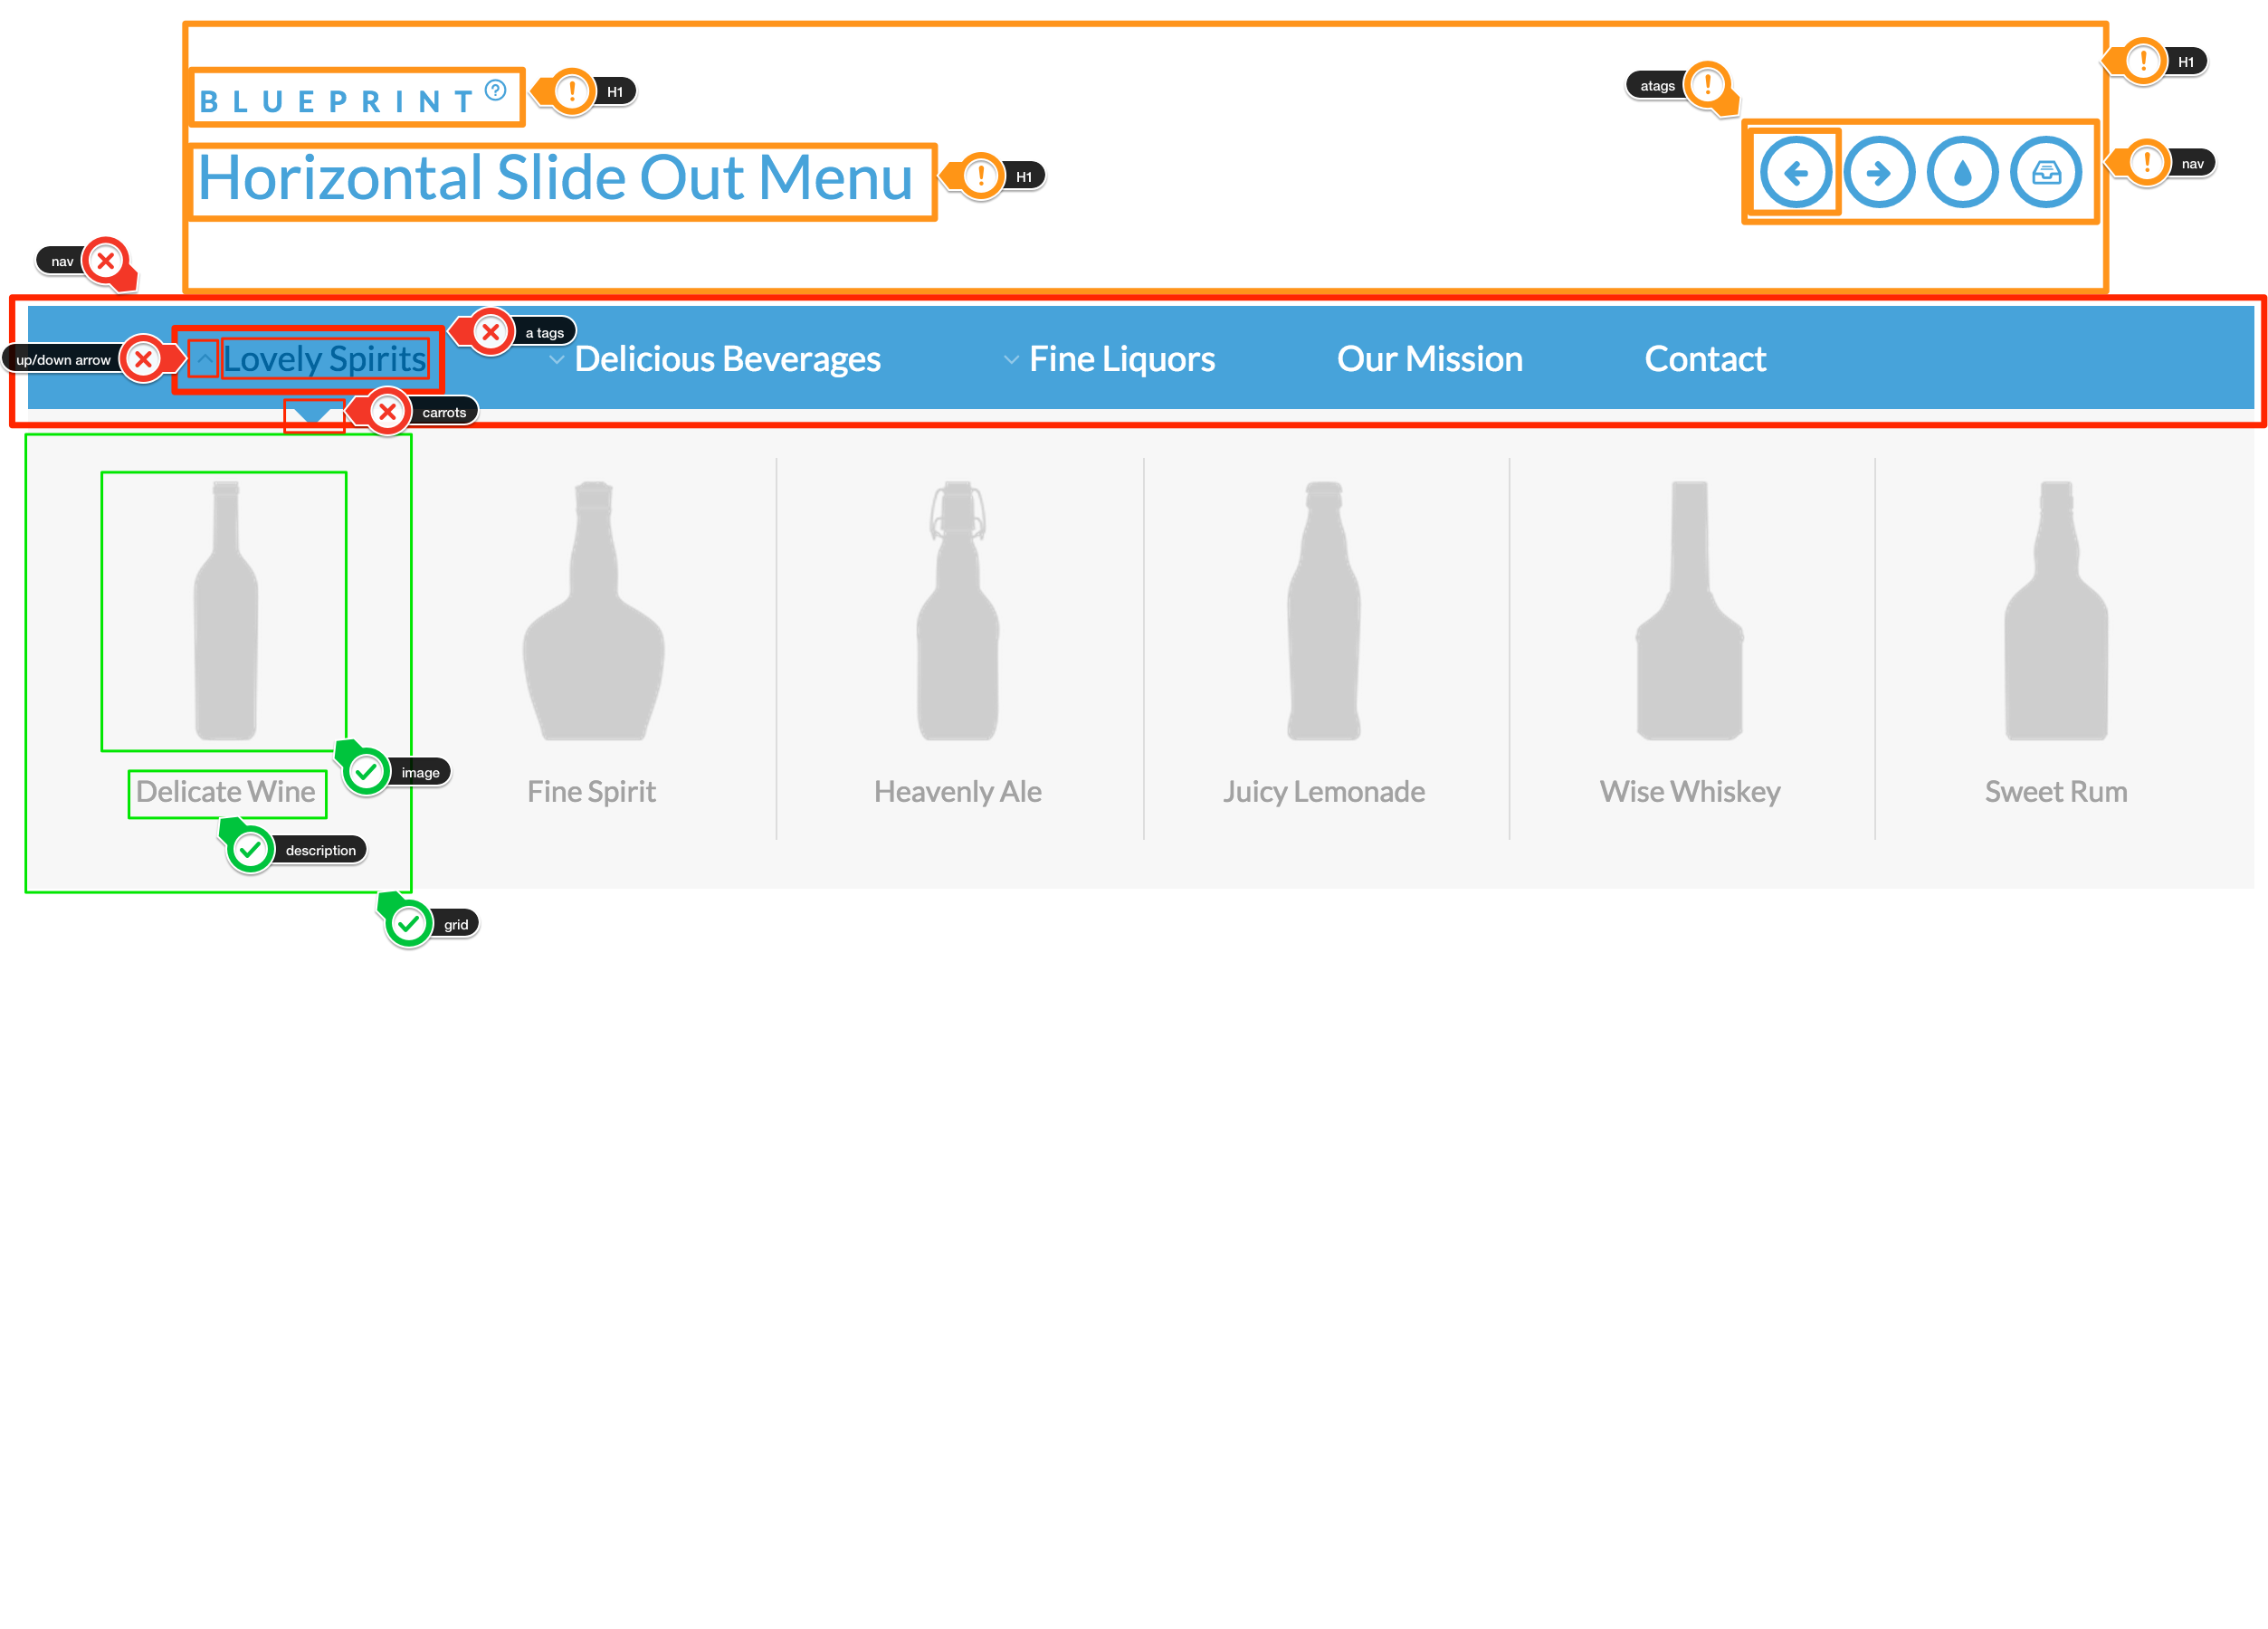 H1
BLUEPRINT ?
H1
atags
Horizontal Slide Out Menu
H1
nav
nav
a tags
up/down arrow
Lovely Spirits
Delicious Beverages
Fine Liquors
Our Mission
Contact
carrots
image
Delicate Wine
Fine Spirit
Heavenly Ale
Juicy Lemonade
Wise Whiskey
Sweet Rum
description
grid